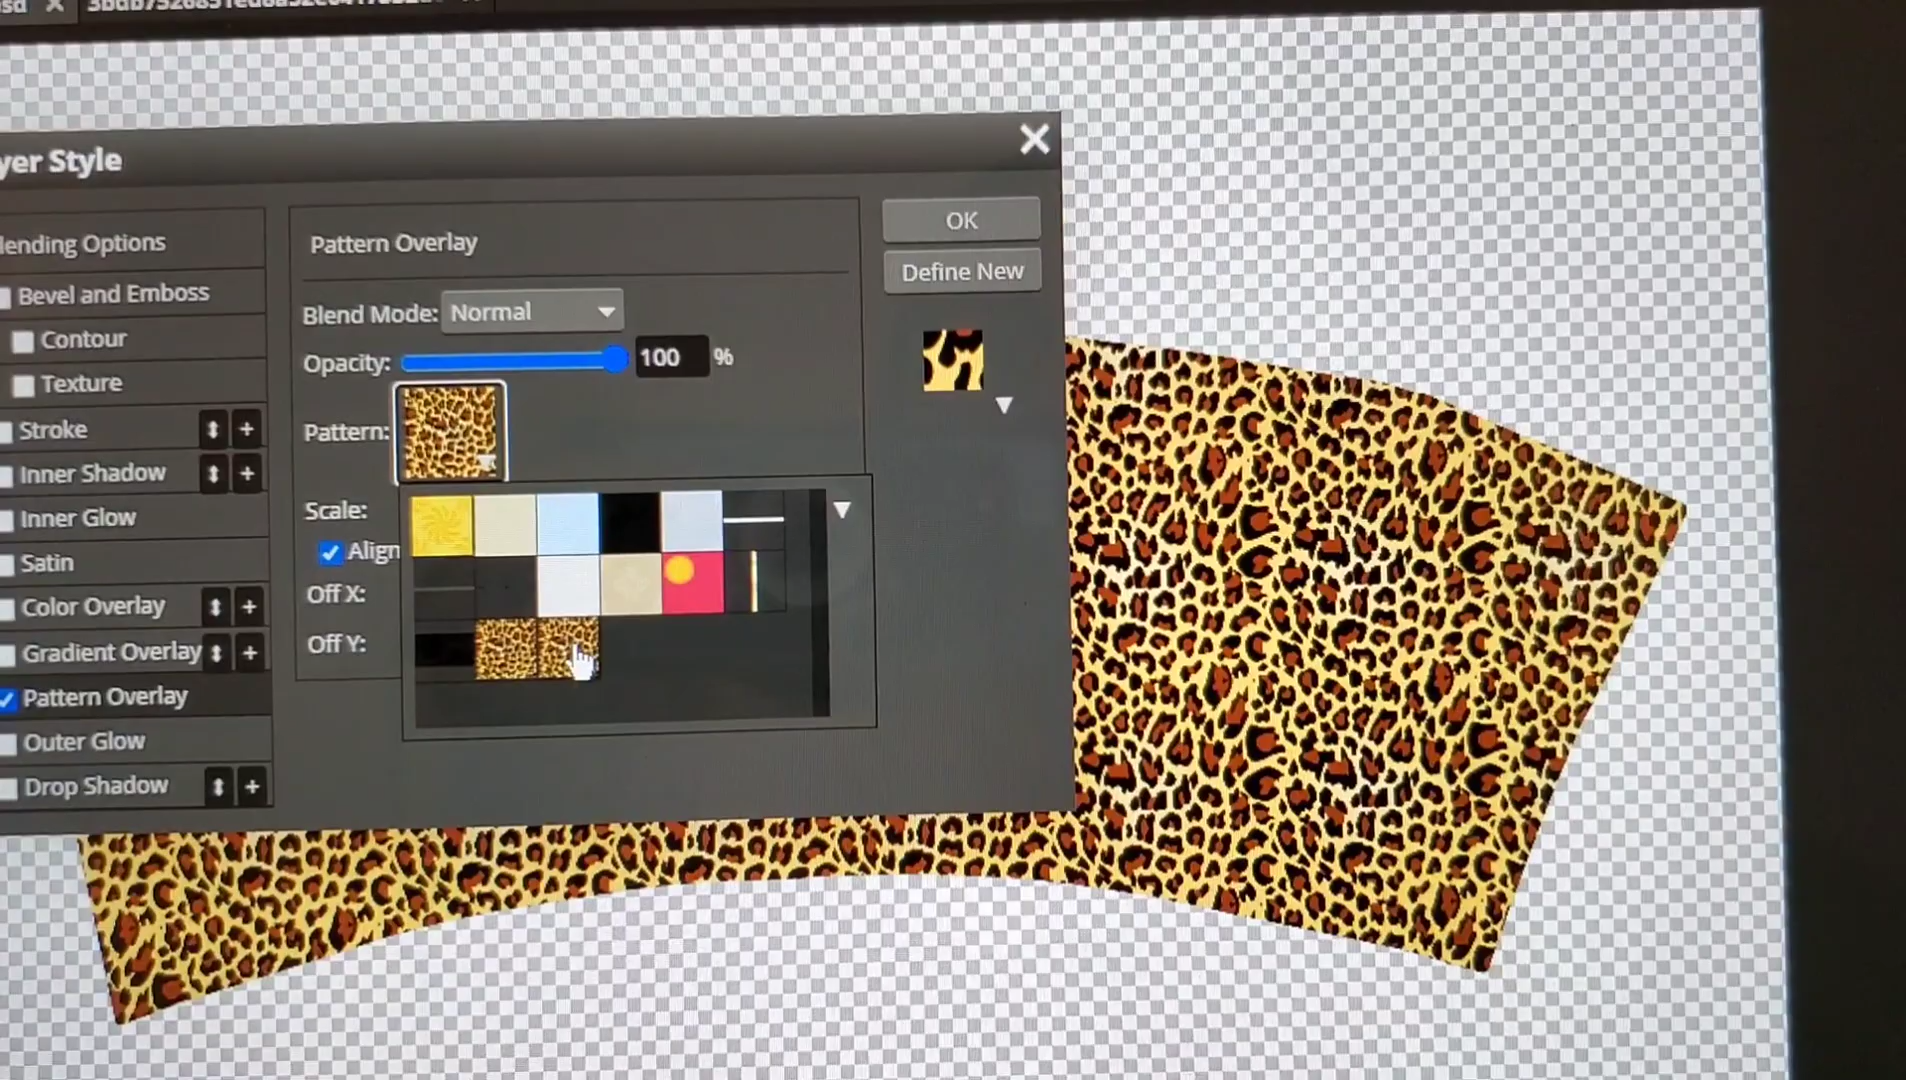 yer Style
OK
Define New
Pattern Overlay
Blend Mode: Normal
Opacity: 100 %
Pattern:
Scale:
Align
Off X:
Off Y:
lending Options
Bevel and Emboss
Contour
Texture
Stroke
Inner Shadow
Inner Glow
Satin
Color Overlay
Gradient Overlay
Pattern Overlay
Outer Glow
Drop Shadow